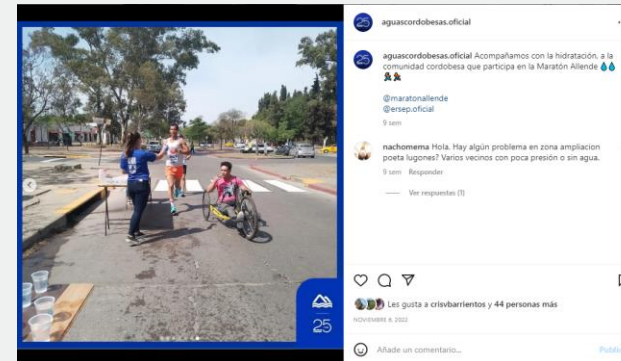 25
aguascordobesas.oficial
aguascordobesas.oficial Acompañamos con la hidratación, a la
comunidad cordobesa que participa en la Maratón Allende
@maratonallende
@ersep.oficial
9 sem
nachomema Hola. Hay algún problema en zona ampliacion
poeta lugones? Varios vecinos con poca presión o sin agua.
9 sem Responder
Ver respuestas (1)
Les gusta a crisvbarrientos y 44 personas más
NOVIEMBRE 8, 2022
Añade un comentario...
25
25